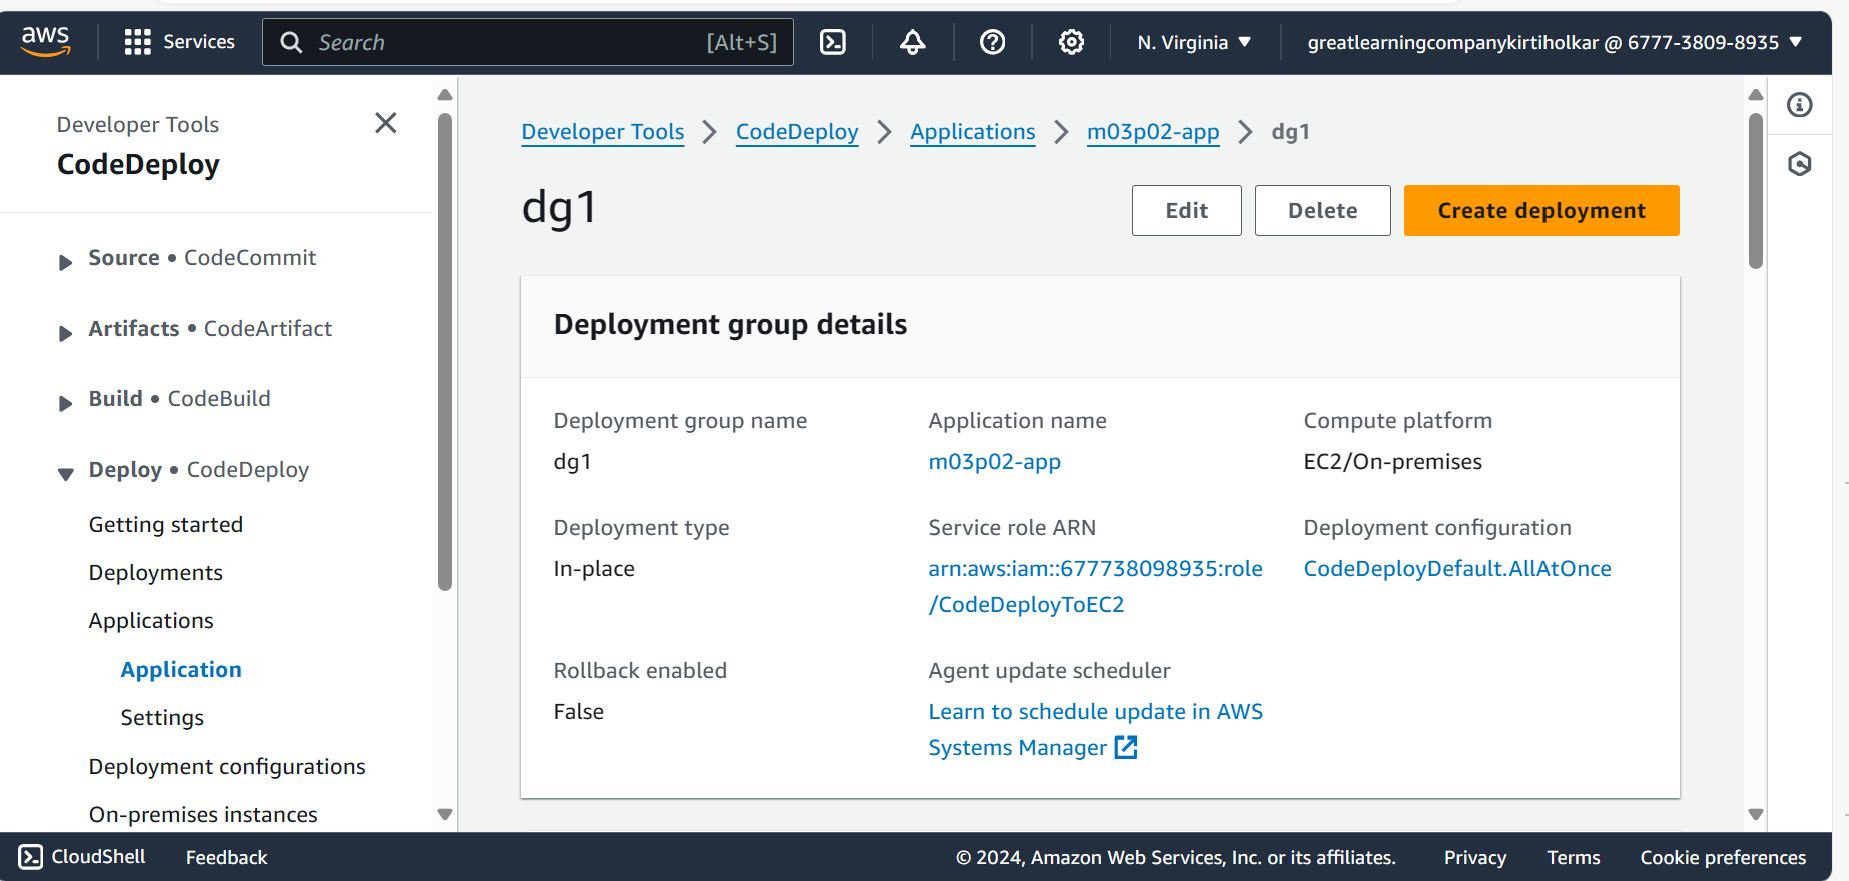 aws
Services
Search
[Alt+S]
N. Virginia
greatlearningcompanykirtiholkar @ 6777-3809-8935
Developer Tools
CodeDeploy
Source • CodeCommit
Artifacts • CodeArtifact
Build • CodeBuild
Deploy • CodeDeploy
Getting started
Deployments
Applications
Application
Settings
Deployment configurations
On-premises instances
Developer Tools > CodeDeploy > Applications > m03p02-app > dg1
dg1
Edit
Delete
Create deployment
Deployment group details
Deployment group name
dg1
Application name
m03p02-app
Compute platform
EC2/On-premises
Deployment type
In-place
Service role ARN
arn:aws:iam::677738098935:role
/CodeDeployToEC2
Deployment configuration
CodeDeployDefault.AllAtOnce
Rollback enabled
False
Agent update scheduler
Learn to schedule update in AWS
Systems Manager
CloudShell
Feedback
© 2024, Amazon Web Services, Inc. or its affiliates.
Privacy
Terms
Cookie preferences